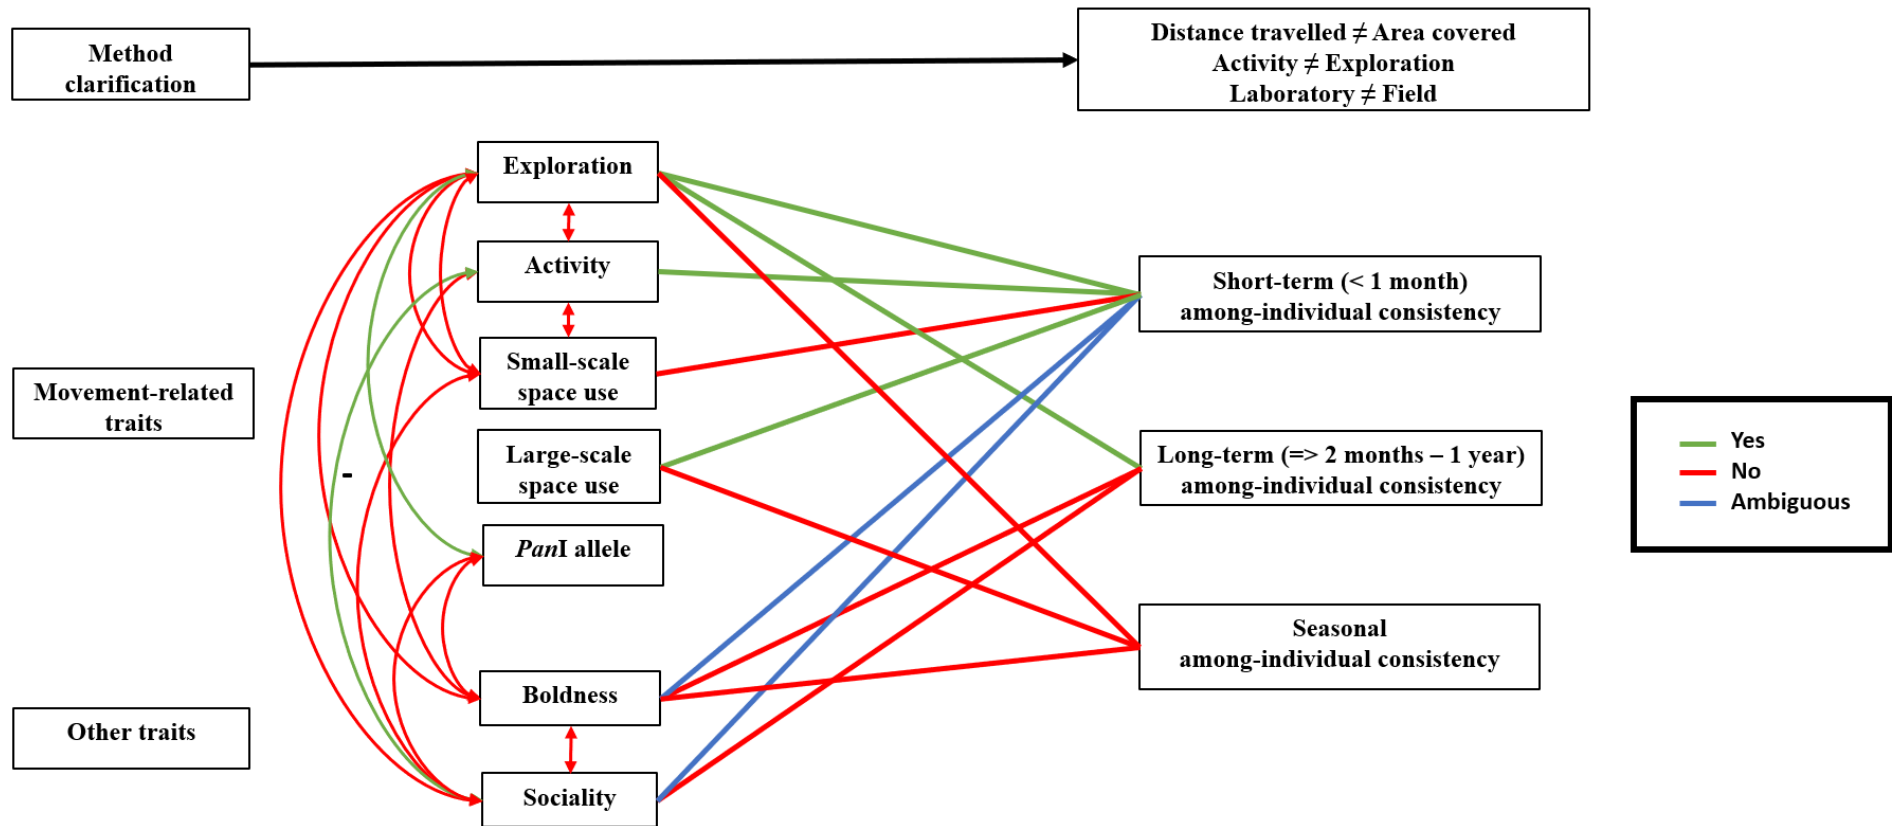 Method
clarification
Distance travelled ≠ Area covered
Activity ≠ Exploration
Laboratory ≠ Field
Exploration
Activity
Small-scale
space use
Large-scale
space use
PanI allele
Boldness
Sociality
Movement-related
traits
Other traits
-
Short-term (< 1 month)
among-individual consistency
Long-term (=> 2 months – 1 year)
among-individual consistency
Seasonal
among-individual consistency
Yes
No
Ambiguous